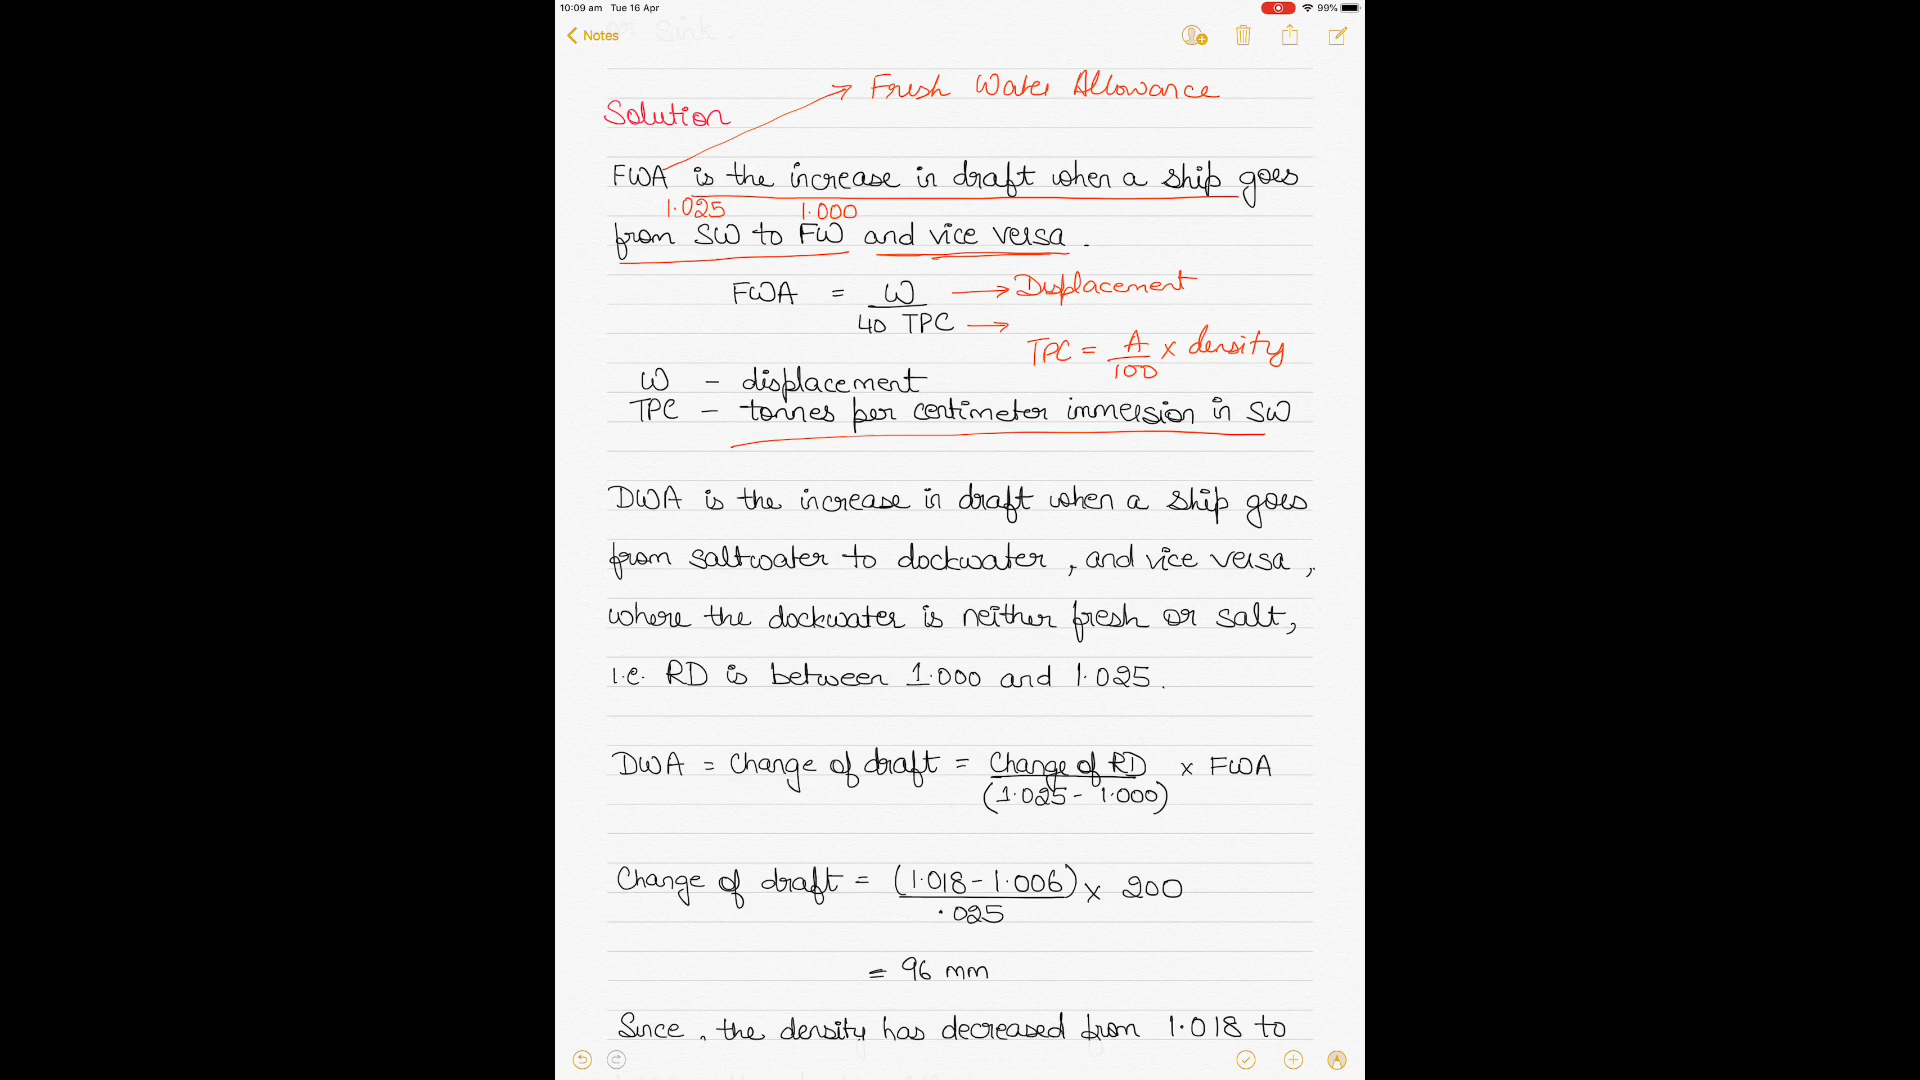 10:09 am Tue 16 Apr
99%
or sink.
Notes
Fresh Water Allowance
Solution
FWA is the increase in draft when a ship goes
1.025 1.000
from SW to FW and vice versa.
FWA = W → Displacement
40 TPC →
TPC = A × density
100
W - displacement
TPC - tonnes per centimeter immersion in SW
DWA is the increase in draft when a ship goes
from saltwater to dockwater, and vice versa,
where the dockwater is neither fresh or salt,
i.e. RD is between 1.000 and 1.025.
DWA = Change of draft = Change of RD × FWA
(1.025 - 1.000)
Change of draft = (1.018 - 1.006) × 200
.025
= 96 mm
Since, the density has decreased from 1.018 to